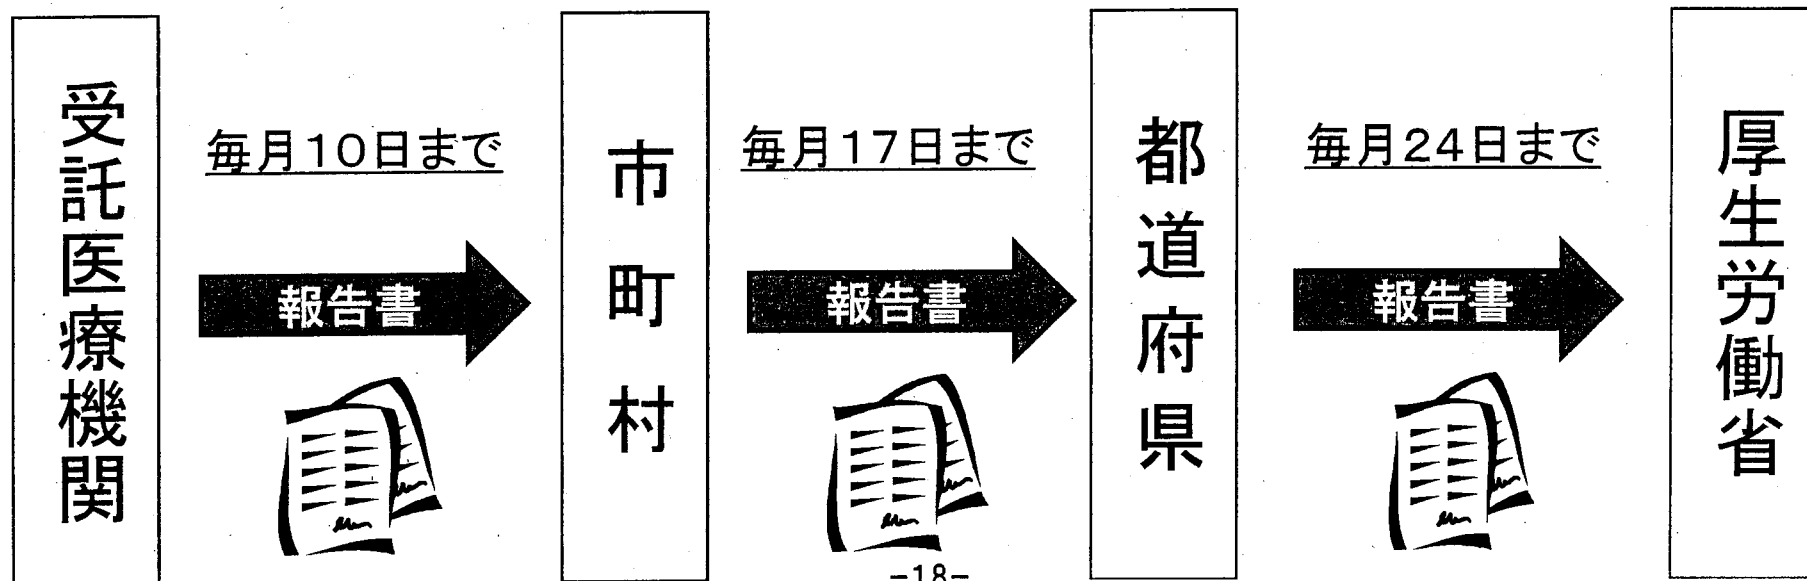 受託医療機関
毎月10日まで
報告書
市町村
毎月17日まで
報告書
都道府県
毎月24日まで
報告書
厚生労働省
-18-